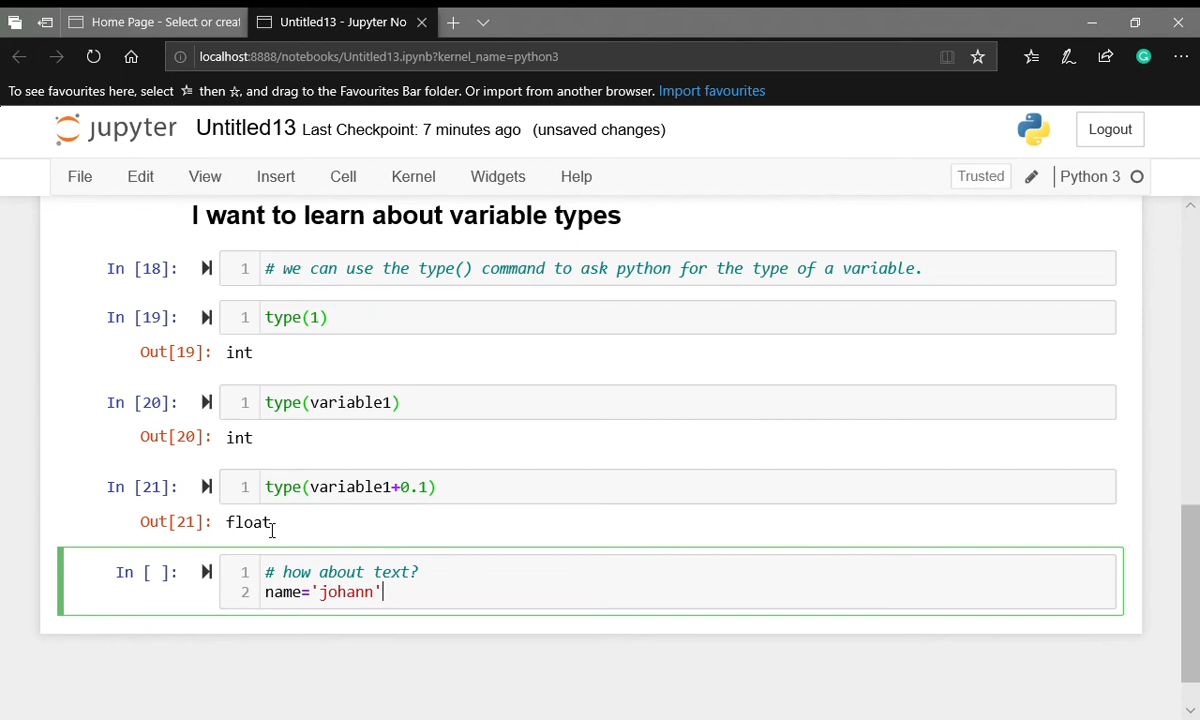 Home Page - Select or creat
Untitled13 - Jupyter No
localhost:8888/notebooks/Untitled13.ipynb?kernel_name=python3
To see favourites here, select then ☆, and drag to the Favourites Bar folder. Or import from another browser. Import favourites
jupyter Untitled13 Last Checkpoint: 7 minutes ago (unsaved changes)
Logout
File Edit View Insert Cell Kernel Widgets Help Trusted Python 3
I want to learn about variable types
In [18]: 1 # we can use the type() command to ask python for the type of a variable.
In [19]: 1 type(1)
Out[19]: int
In [20]: 1 type(variable1)
Out[20]: int
In [21]: 1 type(variable1+0.1)
Out[21]: float
In [ ]: 1 # how about text?
2 name='johann'